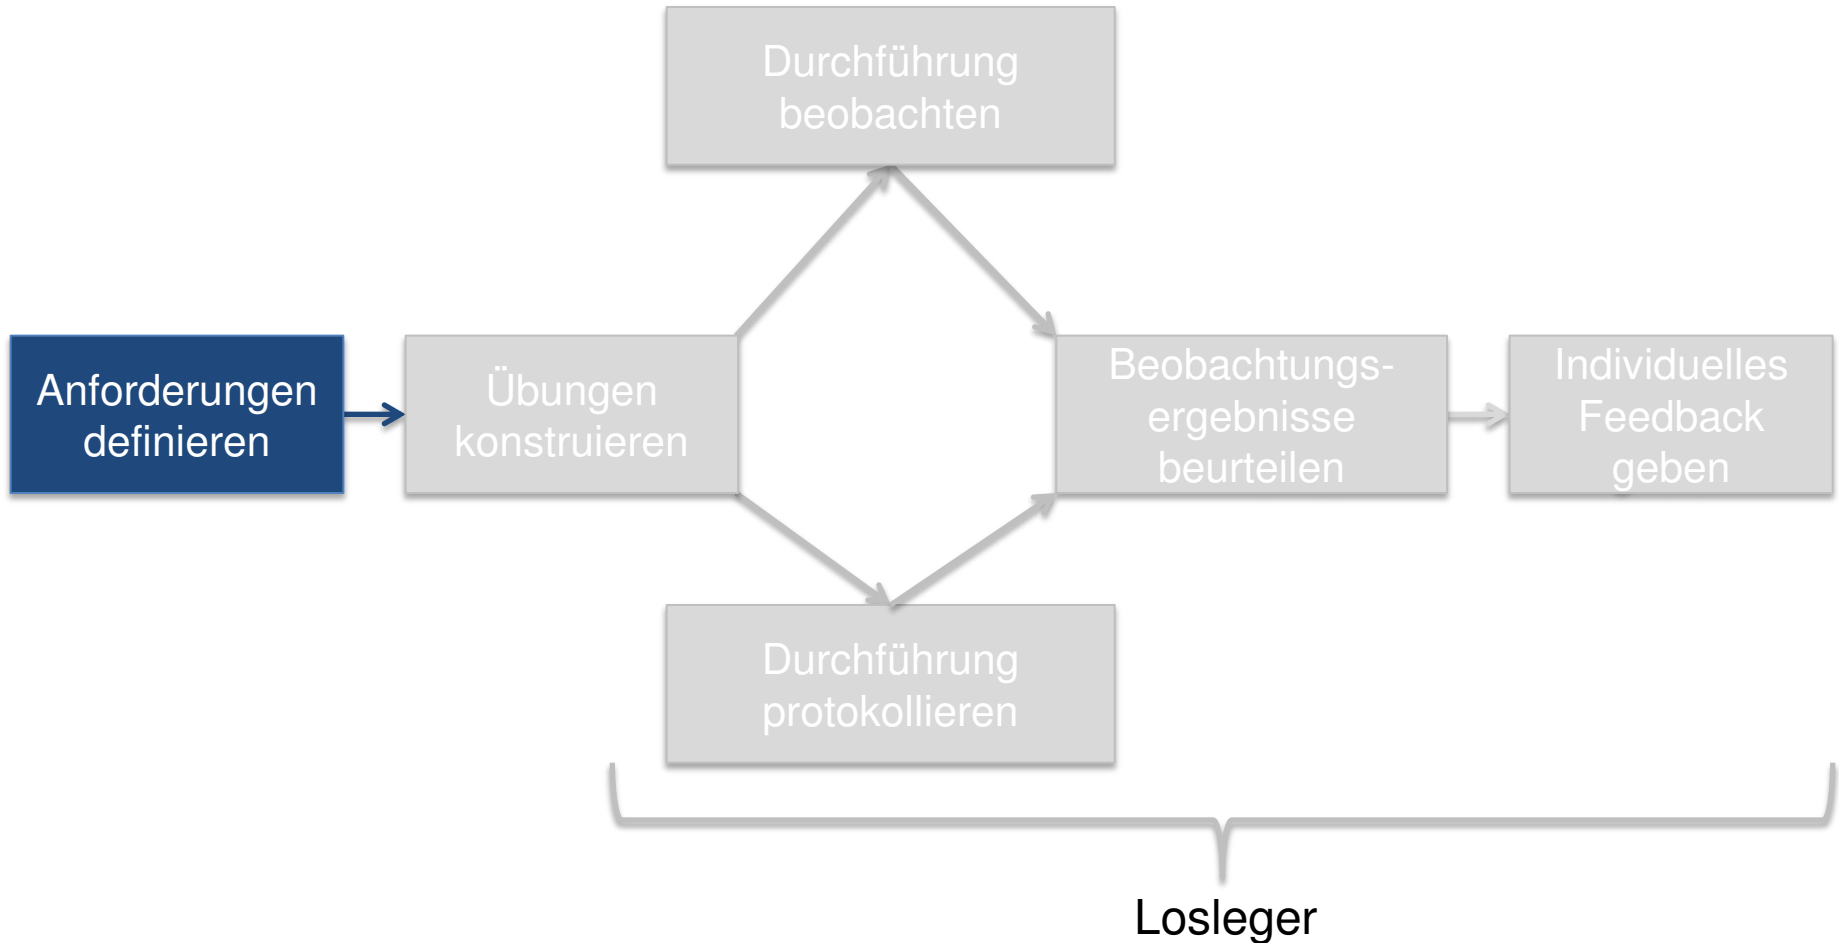 Durchführung
beobachten
Anforderungen
definieren
Übungen
konstruieren
Beobachtungs-
ergebnisse
beurteilen
Individuelles
Feedback
geben
Durchführung
protokollieren
Losleger